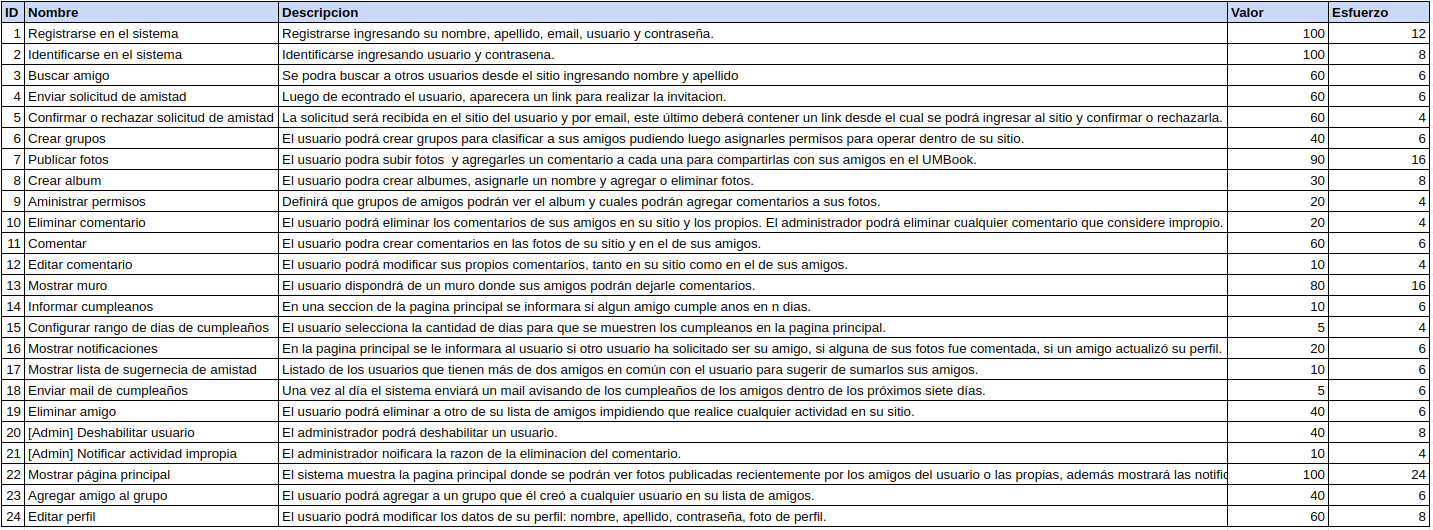 ID Nombre Descripcion Valor Esfuerzo
1 Registrarse en el sistema Registrarse ingresando su nombre, apellido, email, usuario y contraseña. 100 12
2 Identificarse en el sistema Identificarse ingresando usuario y contrasena. 100 8
3 Buscar amigo Se podra buscar a otros usuarios desde el sitio ingresando nombre y apellido 60 6
4 Enviar solicitud de amistad Luego de econtrado el usuario, aparecera un link para realizar la invitacion. 60 6
5 Confirmar o rechazar solicitud de amistad La solicitud será recibida en el sitio del usuario y por email, este último deberá contener un link desde el cual se podrá ingresar al sitio y confirmar o rechazarla. 60 4
6 Crear grupos El usuario podrá crear grupos para clasificar a sus amigos pudiendo luego asignarles permisos para operar dentro de su sitio. 40 6
7 Publicar fotos El usuario podra subir fotos  y agregarles un comentario a cada una para compartirlas con sus amigos en el UMBook. 90 16
8 Crear album El usuario podra crear albumes, asignarle un nombre y agregar o eliminar fotos. 30 8
9 Aministrar permisos Definirá que grupos de amigos podrán ver el album y cuales podrán agregar comentarios a sus fotos. 20 4
10 Eliminar comentario El usuario podrá eliminar los comentarios de sus amigos en su sitio y los propios. El administrador podrá eliminar cualquier comentario que considere impropio. 20 4
11 Comentar El usuario podra crear comentarios en las fotos de su sitio y en el de sus amigos. 60 6
12 Editar comentario El usuario podrá modificar sus propios comentarios, tanto en su sitio como en el de sus amigos. 10 4
13 Mostrar muro El usuario dispondrá de un muro donde sus amigos podrán dejarle comentarios. 80 16
14 Informar cumpleanos En una seccion de la pagina principal se informara si algun amigo cumple anos en n dias. 10 6
15 Configurar rango de dias de cumpleaños El usuario selecciona la cantidad de dias para que se muestren los cumpleanos en la pagina principal. 5 4
16 Mostrar notificaciones En la pagina principal se le informara al usuario si otro usuario ha solicitado ser su amigo, si alguna de sus fotos fue comentada, si un amigo actualizó su perfil. 20 6
17 Mostrar lista de sugernecia de amistad Listado de los usuarios que tienen más de dos amigos en común con el usuario para sugerir de sumarlos sus amigos. 10 6
18 Enviar mail de cumpleaños Una vez al día el sistema enviará un mail avisando de los cumpleaños de los amigos dentro de los próximos siete días. 5 6
19 Eliminar amigo El usuario podrá eliminar a otro de su lista de amigos impidiendo que realice cualquier actividad en su sitio. 40 6
20 [Admin] Deshabilitar usuario El administrador podrá deshabilitar un usuario. 40 8
21 [Admin] Notificar actividad impropia El administrador noificara la razon de la eliminacion del comentario. 10 4
22 Mostrar página principal El sistema muestra la pagina principal donde se podrán ver fotos publicadas recientemente por los amigos del usuario o las propias, además mostrará las notific 100 24
23 Agregar amigo al grupo El usuario podrá agregar a un grupo que él creó a cualquier usuario en su lista de amigos. 40 6
24 Editar perfil El usuario podrá modificar los datos de su perfil: nombre, apellido, contraseña, foto de perfil. 60 8